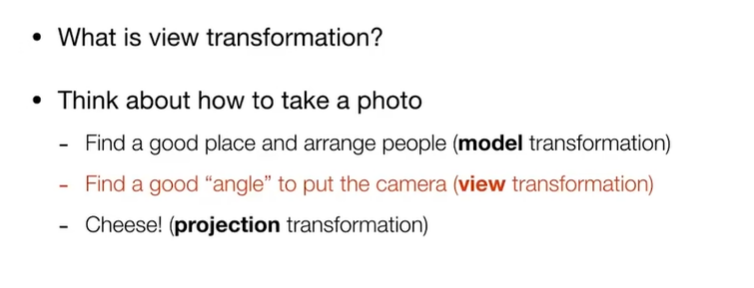 • What is view transformation?
• Think about how to take a photo
- Find a good place and arrange people (model transformation)
- Find a good “angle” to put the camera (view transformation)
- Cheese! (projection transformation)